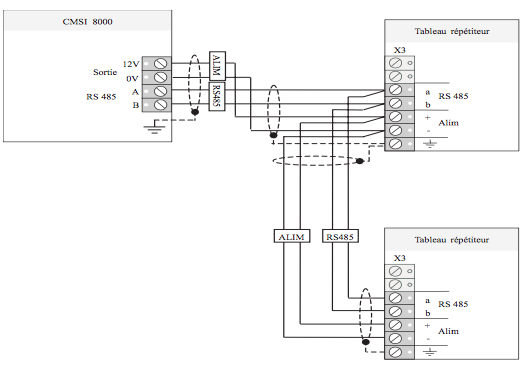 CMSI 8000
Sortie
RS 485
12V
0V
A
B
ALIM
RS485
Tableau répétiteur
X3
a
b
RS 485
+
-
Alim
ALIM
RS485
Tableau répétiteur
X3
a
b
RS 485
+
-
Alim